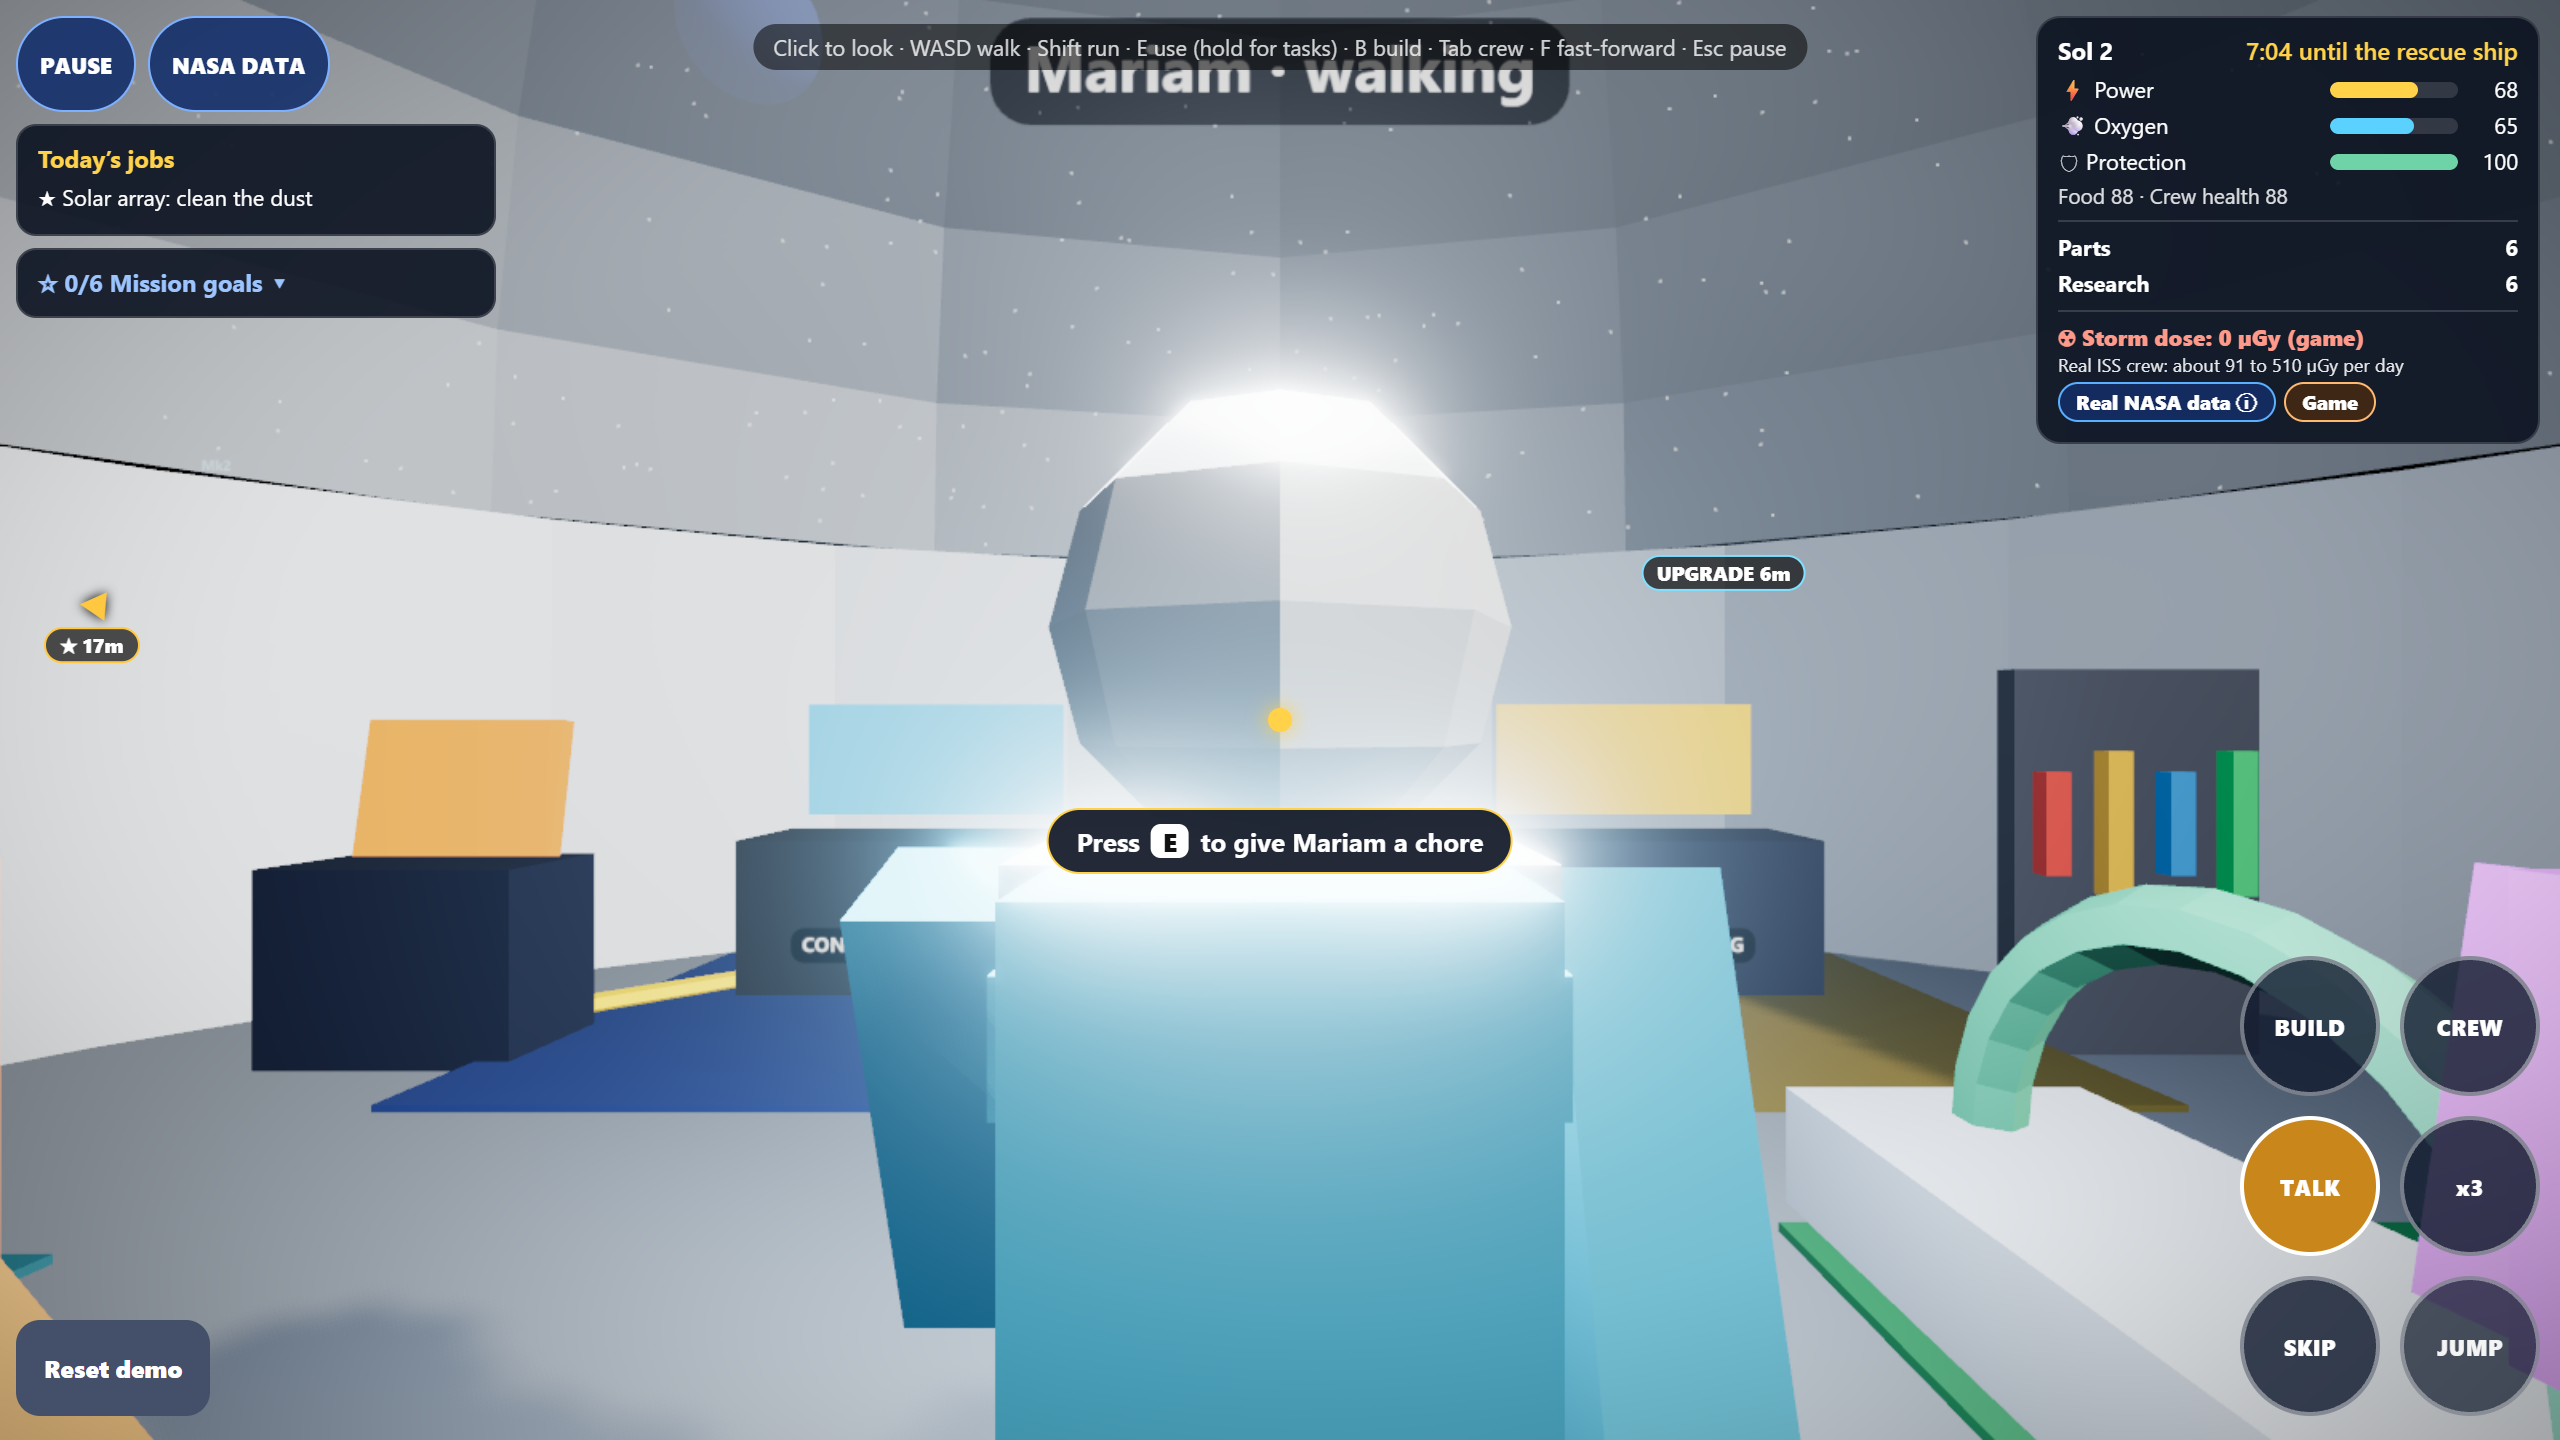 PAUSE
NASA DATA
Click to look · WASD walk · Shift run · E use (hold for tasks) · B build · Tab crew · F fast-forward · Esc pause
Mariam · walking
Today's jobs
★ Solar array: clean the dust
☆ 0/6 Mission goals ▼
Sol 2
7:04 until the rescue ship
Power 68
Oxygen 65
Protection 100
Food 88 · Crew health 88
Parts 6
Research 6
☢ Storm dose: 0 µGy (game)
Real ISS crew: about 91 to 510 µGy per day
Real NASA data ⓘ
Game
Mk2
UPGRADE 6m
★ 17m
Press E to give Mariam a chore
CON
G
BUILD
CREW
TALK
x3
SKIP
JUMP
Reset demo